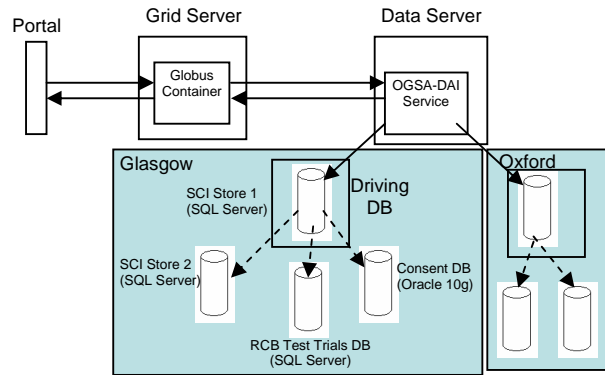 Portal
Grid Server
Data Server
Globus
Container
OGSA-DAI
Service
Glasgow
Oxford
SCI Store 1
(SQL Server)
Driving
DB
SCI Store 2
(SQL Server)
Consent DB
(Oracle 10g)
RCB Test Trials DB
(SQL Server)